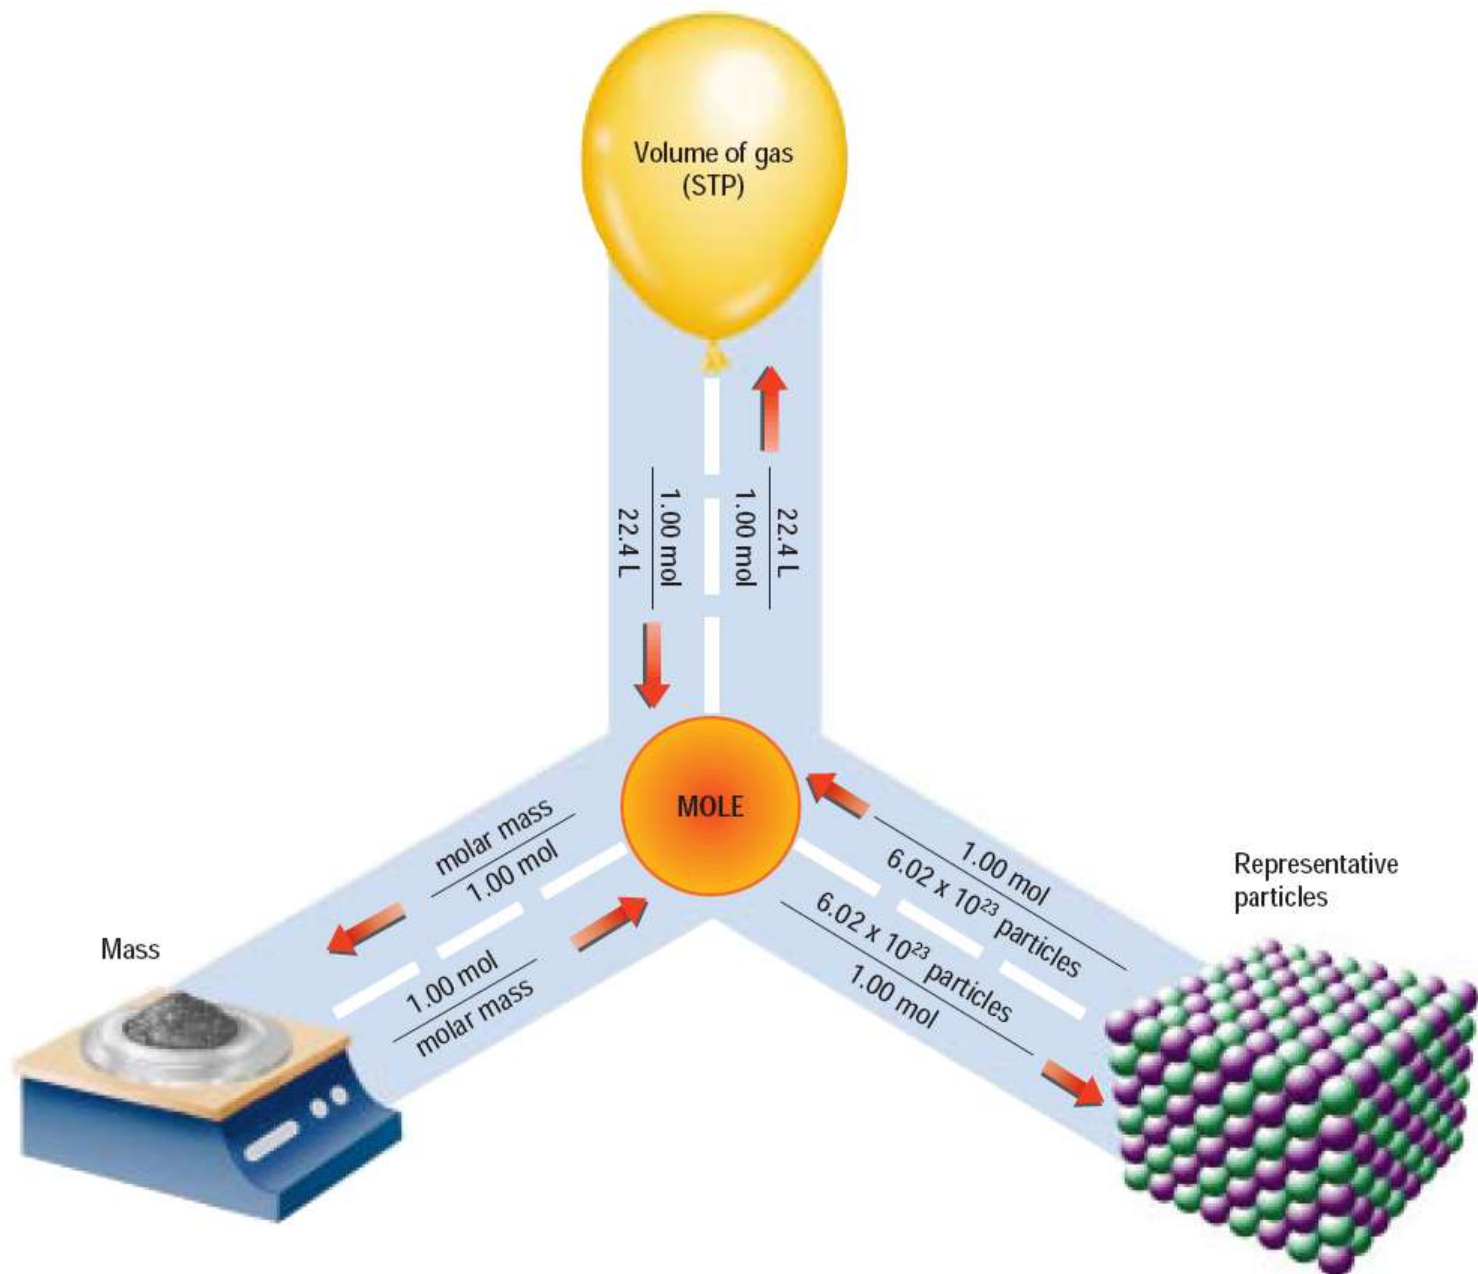 Volume of gas
(STP)
1.00 mol
22.4 L
22.4 L
1.00 mol
MOLE
molar mass
1.00 mol
1.00 mol
molar mass
Mass
1.00 mol
6.02 x 10²³ particles
6.02 x 10²³ particles
1.00 mol
Representative
particles